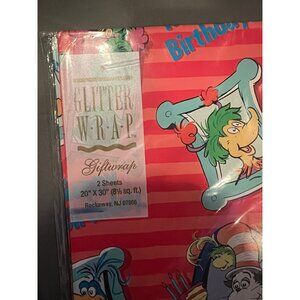 Birthday
GLITTER
W·R·A·P
Giftwrap
2 Sheets
20" X 30" (8⅓ sq. ft.)
Rockaway, NJ 07866